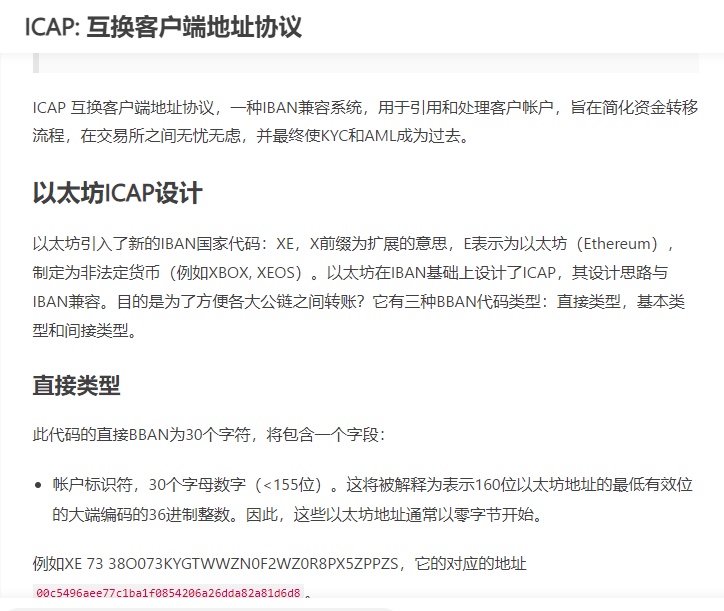 ICAP: 互换客户端地址协议
ICAP 互换客户端地址协议，一种IBAN兼容系统，用于引用和处理客户帐户，旨在简化资金转移
流程，在交易所之间无忧无虑，并最终使KYC和AML成为过去。
以太坊ICAP设计
以太坊引入了新的IBAN国家代码：XE，X前缀为扩展的意思，E表示为以太坊（Ethereum），
制定为非法定货币（例如XBOX, XEOS）。以太坊在IBAN基础上设计了ICAP，其设计思路与
IBAN兼容。目的是为了方便各大公链之间转账？它有三种BBAN代码类型：直接类型，基本类
型和间接类型。
直接类型
此代码的直接BBAN为30个字符，将包含一个字段：
• 帐户标识符，30个字母数字（<155位）。这将被解释为表示160位以太坊地址的最低有效位
的大端编码的36进制整数。因此，这些以太坊地址通常以零字节开始。
例如XE 73 38O073KYGTWWZN0F2WZ0R8PX5ZPPZS，它的对应的地址
00c5496aee77c1ba1f0854206a26dda82a81d6d8 。